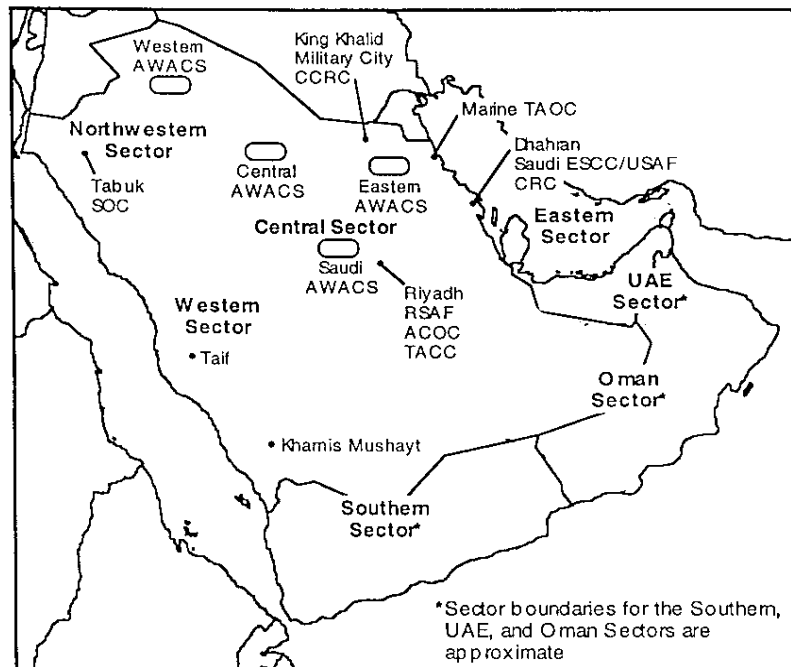 Western
AWACS
King Khalid
Military City
CCRC
Marine TAOC
Northwestern
Sector
Dhahran
Saudi ESCC/USAF
CRC
Central
AWACS
Eastern
AWACS
Tabuk
SOC
Eastern
Sector
Central Sector
Saudi
AWACS
UAE
Sector*
Western
Sector
Riyadh
RSAF
ACOC
TACC
Taif
Oman
Sector*
Khamis Mushayt
Southern
Sector*
*Sector boundaries for the Southern,
UAE, and Oman Sectors are
approximate